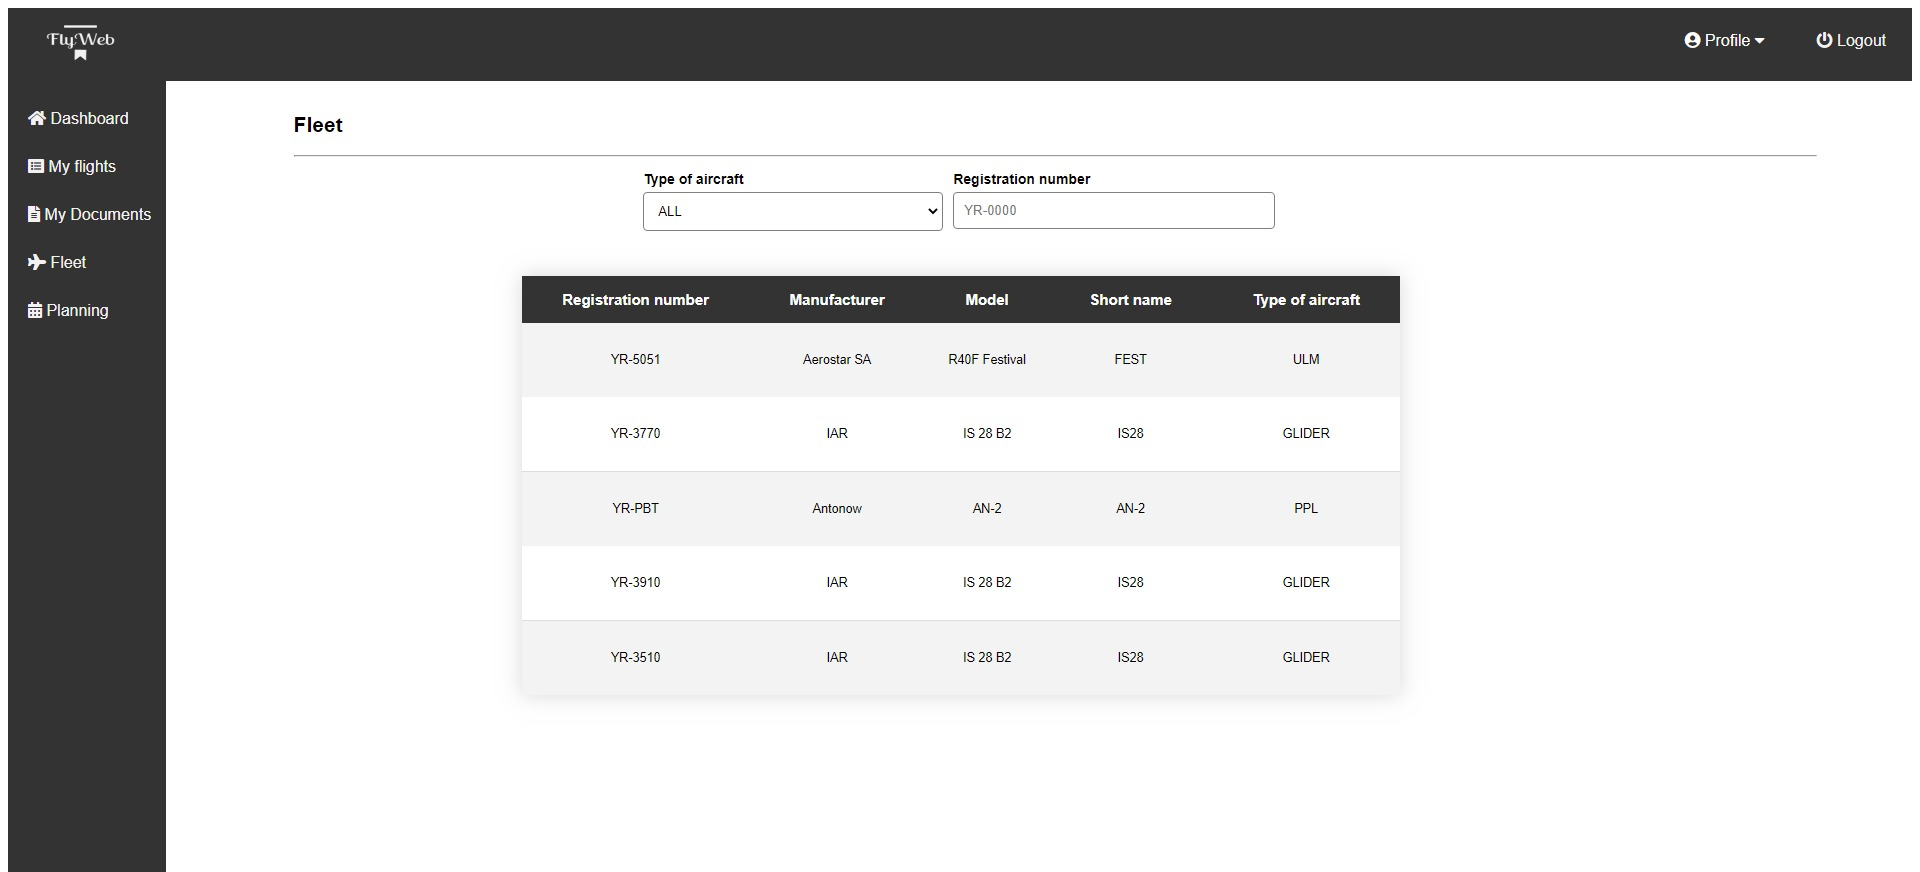 FlyWeb
Profile
Logout
Dashboard
My flights
My Documents
Fleet
Planning
Fleet
Type of aircraft Registration number
ALL YR-0000
Registration number Manufacturer Model Short name Type of aircraft
YR-5051 Aerostar SA R40F Festival FEST ULM
YR-3770 IAR IS 28 B2 IS28 GLIDER
YR-PBT Antonow AN-2 AN-2 PPL
YR-3910 IAR IS 28 B2 IS28 GLIDER
YR-3510 IAR IS 28 B2 IS28 GLIDER